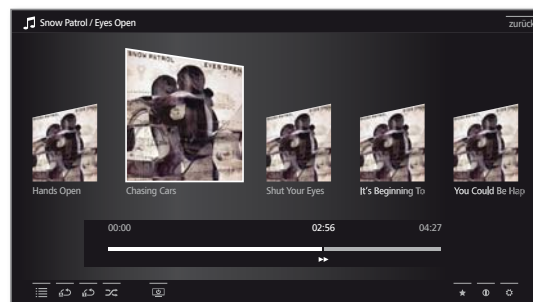 Snow Patrol / Eyes Open
zurück
SNOW PATROL EYES OPEN
Hands Open
Chasing Cars
Shut Your Eyes
It's Beginning To
You Could Be Hap
00:00 02:56 04:27